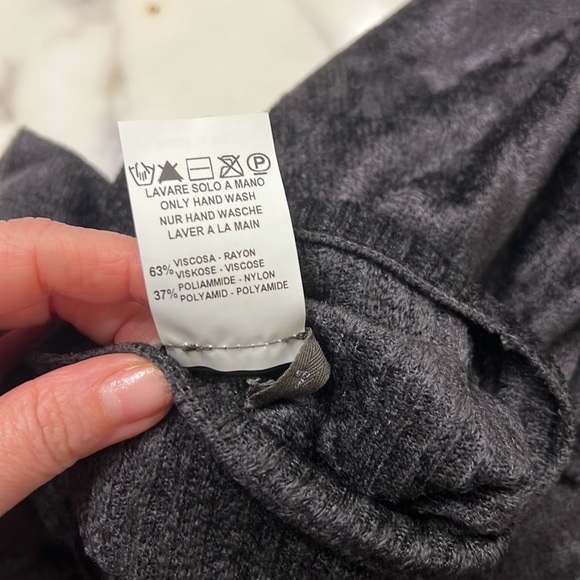 P
LAVARE SOLO A MANO
ONLY HAND WASH
NUR HAND WASCHE
LAVER A LA MAIN
63% VISCOSA - RAYON
VISKOSE - VISCOSE
37% POLIAMMIDE - NYLON
POLYAMID - POLYAMIDE